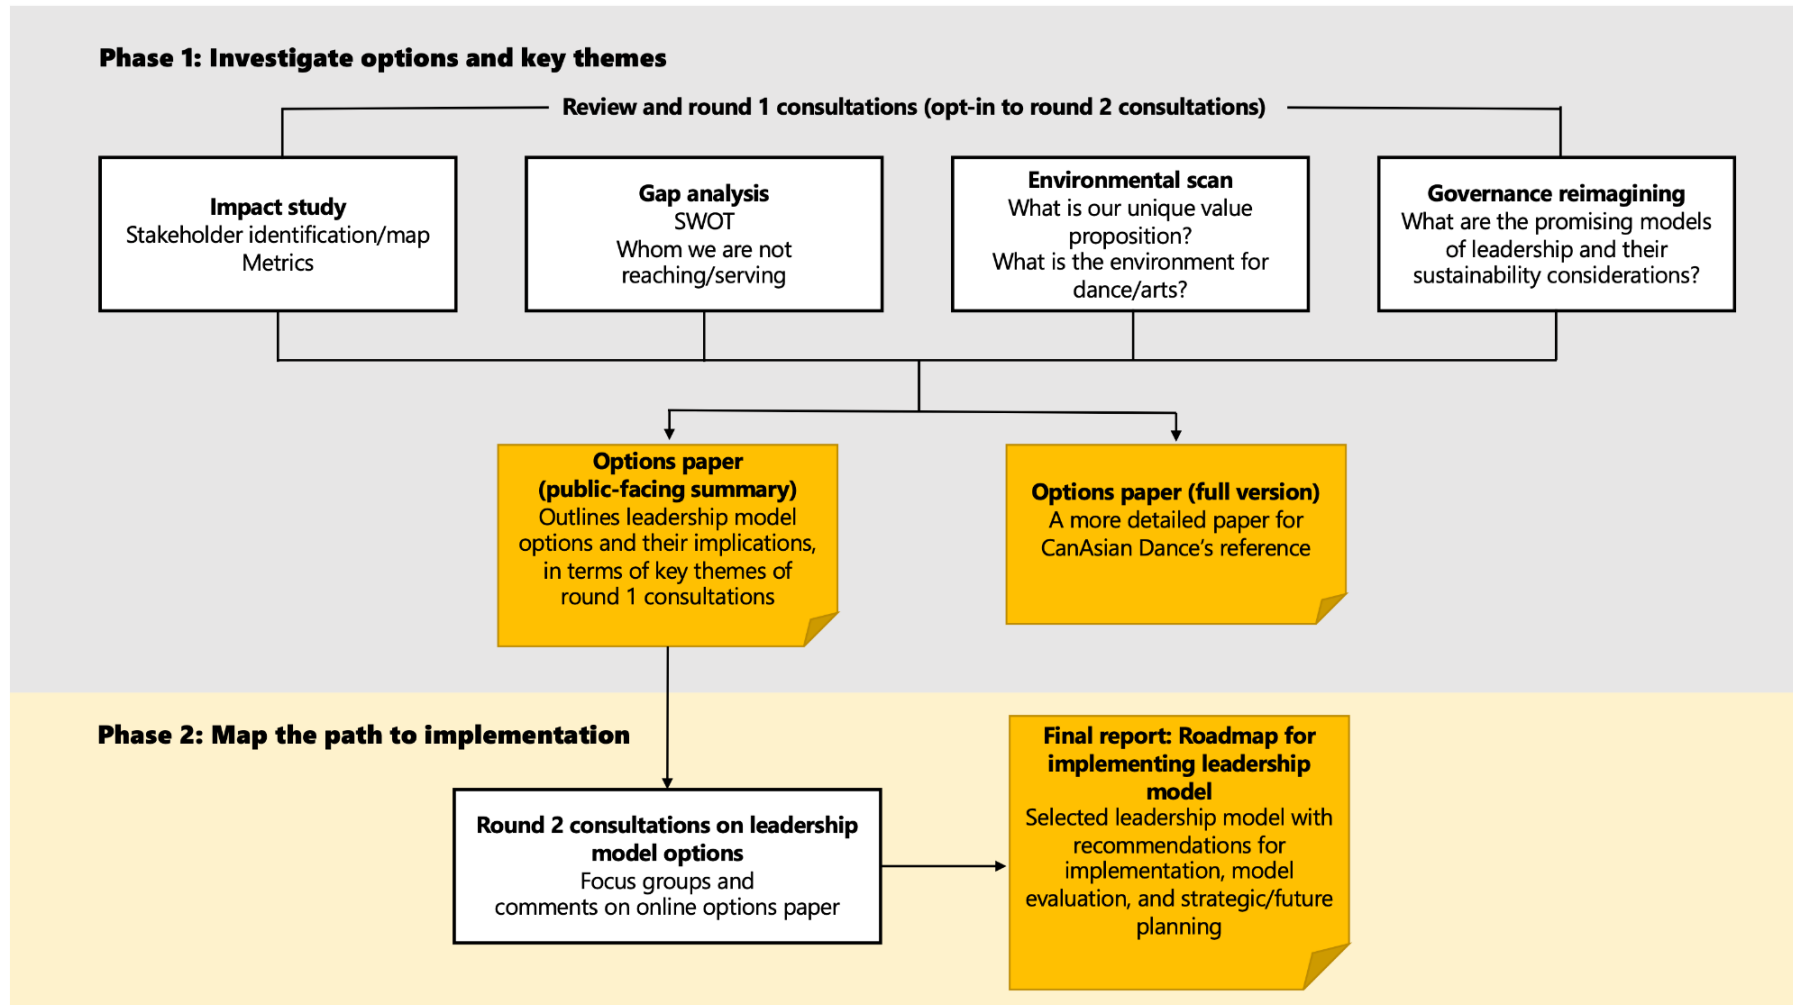 Phase 1: Investigate options and key themes
Review and round 1 consultations (opt-in to round 2 consultations)
Impact study
Stakeholder identification/map
Metrics
Gap analysis
SWOT
Whom we are not
reaching/serving
Environmental scan
What is our unique value
proposition?
What is the environment for
dance/arts?
Governance reimagining
What are the promising models
of leadership and their
sustainability considerations?
Options paper
(public-facing summary)
Outlines leadership model
options and their implications,
in terms of key themes of
round 1 consultations
Options paper (full version)
A more detailed paper for
CanAsian Dance’s reference
Phase 2: Map the path to implementation
Round 2 consultations on leadership
model options
Focus groups and
comments on online options paper
Final report: Roadmap for
implementing leadership
model
Selected leadership model with
recommendations for
implementation, model
evaluation, and strategic/future
planning